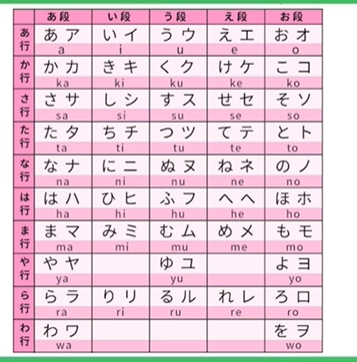 あ段 い段 う段 え段 お段
あ行 あ ア い イ う ウ え エ お オ
a i u e o
か行 か カ き キ く ク け ケ こ コ
ka ki ku ke ko
さ行 さ サ し シ す ス せ セ そ ソ
sa si su se so
た行 た タ ち チ つ ツ て テ と ト
ta ti tu te to
な行 な ナ に ニ ぬ ヌ ね ネ の ノ
na ni nu ne no
は行 は ハ ひ ヒ ふ フ へ ヘ ほ ホ
ha hi hu he ho
ま行 ま マ み ミ む ム め メ も モ
ma mi mu me mo
や行 や ヤ ゆ ユ よ ヨ
ya yu yo
ら行 ら ラ り リ る ル れ レ ろ ロ
ra ri ru re ro
わ行 わ ワ を ヲ
wa wo